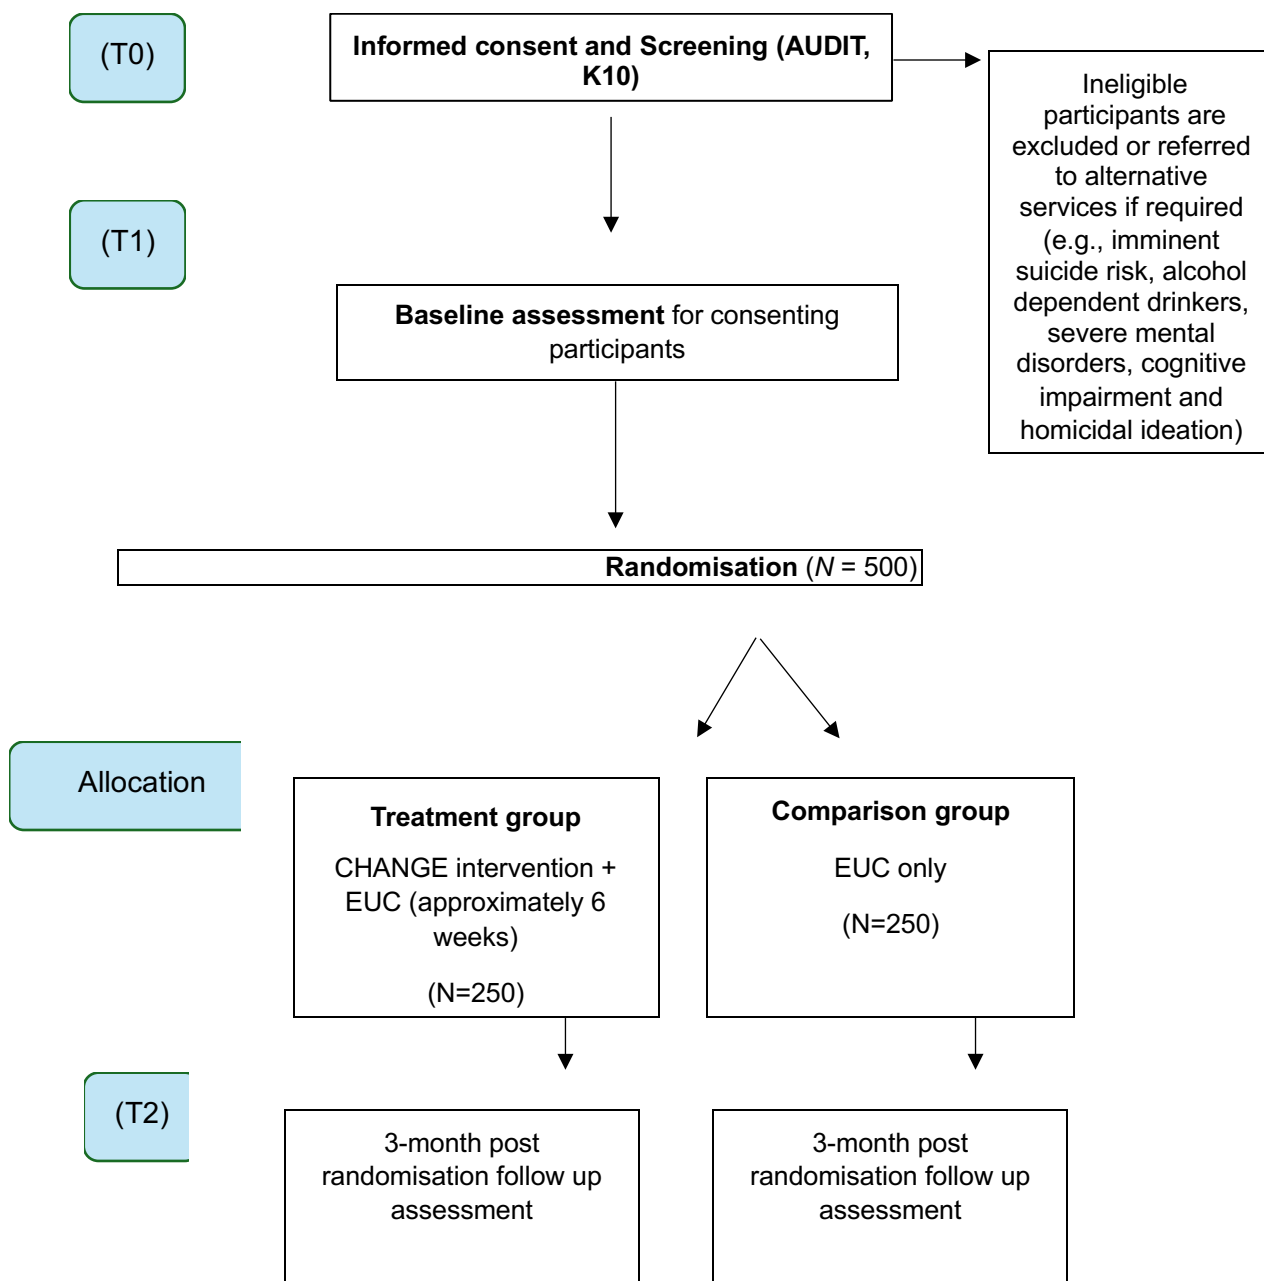 (T0)
Informed consent and Screening (AUDIT,
K10)
Ineligible
participants are
excluded or referred
to alternative
services if required
(e.g., imminent
suicide risk, alcohol
dependent drinkers,
severe mental
disorders, cognitive
impairment and
homicidal ideation)
(T1)
Baseline assessment for consenting
participants
Randomisation (N = 500)
Allocation
Treatment group
CHANGE intervention +
EUC (approximately 6
weeks)
(N=250)
Comparison group
EUC only
(N=250)
(T2)
3-month post
randomisation follow up
assessment
3-month post
randomisation follow up
assessment